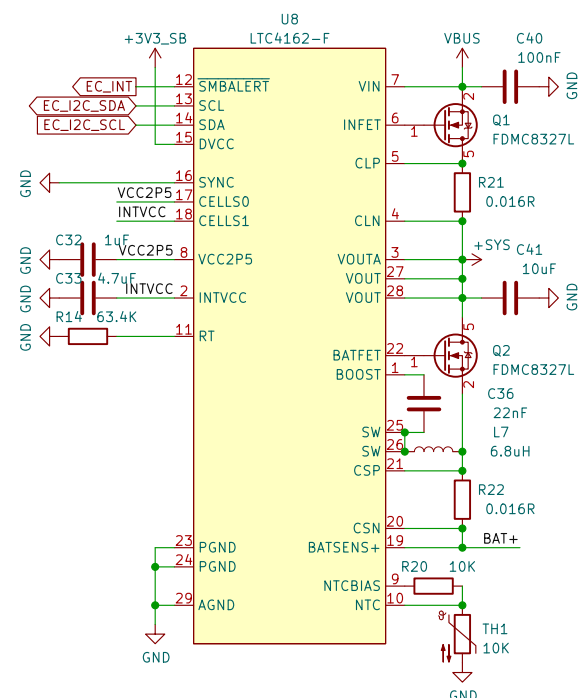 U8
LTC4162-F
+3V3_SB
VBUS
C40
100nF
GND
EC_INT
EC_I2C_SDA
EC_I2C_SCL
12 SMBALERT
13 SCL
14 SDA
15 DVCC
GND
16 SYNC
VCC2P5 17 CELLS0
INTVCC 18 CELLS1
C32 1uF
GND
VCC2P5 8 VCC2P5
C33 4.7uF
GND
INTVCC 2 INTVCC
R14 63.4K
GND
11 RT
23 PGND
24 PGND
29 AGND
GND
VIN 7
INFET 6
CLP 5
CLN 4
VOUTA 3
VOUT 27
VOUT 28
BATFET 22
BOOST 1
SW 25
SW 26
CSP 21
CSN 20
BATSENS+ 19
NTCBIAS 9
NTC 10
2
1
5
Q1
FDMC8327L
R21
0.016R
+SYS
C41
10uF
GND
5
1
2
Q2
FDMC8327L
C36
22nF
L7
6.8uH
R22
0.016R
BAT+
R20 10K
ϑ
TH1
10K
GND